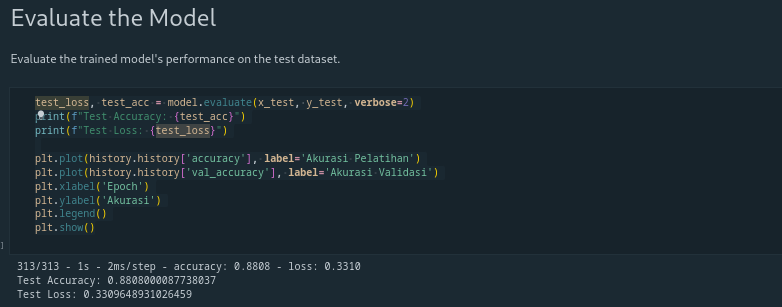 Evaluate the Model
Evaluate the trained model's performance on the test dataset.
test_loss, test_acc = model.evaluate(x_test, y_test, verbose=2)
print(f"Test Accuracy: {test_acc}")
print(f"Test Loss: {test_loss}")
plt.plot(history.history['accuracy'], label='Akurasi Pelatihan')
plt.plot(history.history['val_accuracy'], label='Akurasi Validasi')
plt.xlabel('Epoch')
plt.ylabel('Akurasi')
plt.legend()
plt.show()
]
313/313 - 1s - 2ms/step - accuracy: 0.8808 - loss: 0.3310
Test Accuracy: 0.8808000087738037
Test Loss: 0.3309648931026459